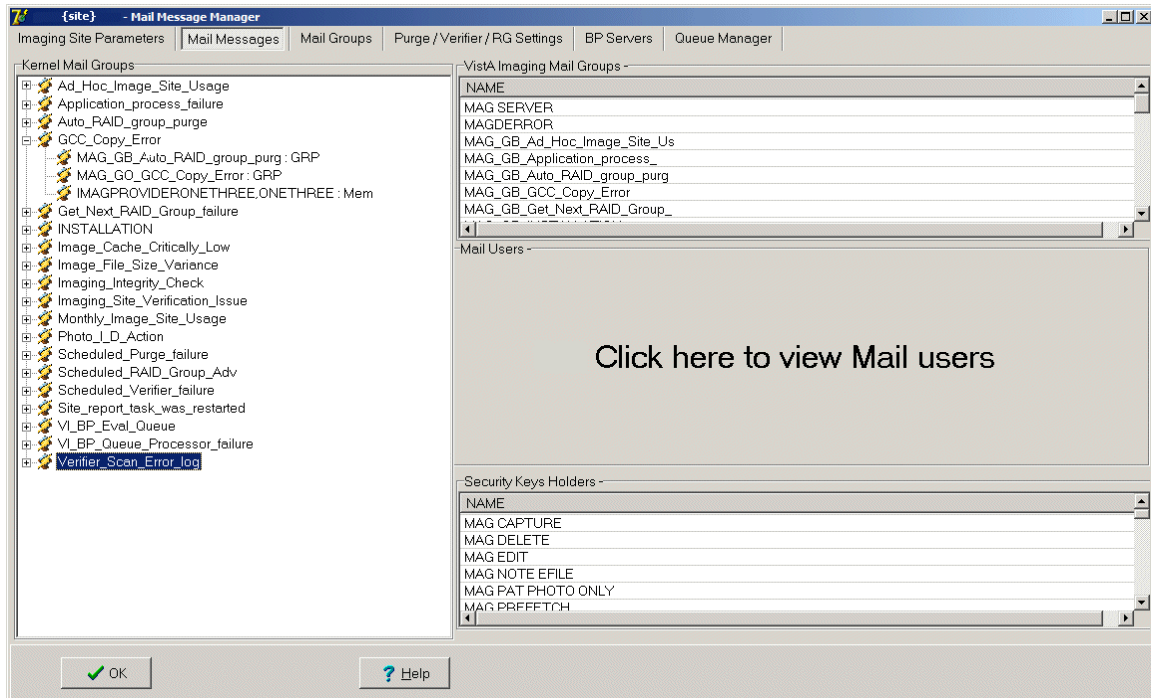 {site} - Mail Message Manager
Imaging Site Parameters Mail Messages Mail Groups Purge / Verifier / RG Settings BP Servers Queue Manager
Kernel Mail Groups
Ad_Hoc_Image_Site_Usage
Application_process_failure
Auto_RAID_group_purge
GCC_Copy_Error
MAG_GB_Auto_RAID_group_purg : GRP
MAG_GO_GCC_Copy_Error : GRP
IMAGPROVIDERONETHREE,ONETHREE : Mem
Get_Next_RAID_Group_failure
INSTALLATION
Image_Cache_Critically_Low
Image_File_Size_Variance
Imaging_Integrity_Check
Imaging_Site_Verification_Issue
Monthly_Image_Site_Usage
Photo_I_D_Action
Scheduled_Purge_failure
Scheduled_RAID_Group_Adv
Scheduled_Verifier_failure
Site_report_task_was_restarted
VI_BP_Eval_Queue
VI_BP_Queue_Processor_failure
Verifier_Scan_Error_log
VistA Imaging Mail Groups -
NAME
MAG SERVER
MAGDERROR
MAG_GB_Ad_Hoc_Image_Site_Us
MAG_GB_Application_process_
MAG_GB_Auto_RAID_group_purg
MAG_GB_GCC_Copy_Error
MAG_GB_Get_Next_RAID_Group_
Mail Users -
Click here to view Mail users
Security Keys Holders -
NAME
MAG CAPTURE
MAG DELETE
MAG EDIT
MAG NOTE EFILE
MAG PAT PHOTO ONLY
MAG PREFETCH
OK
? Help